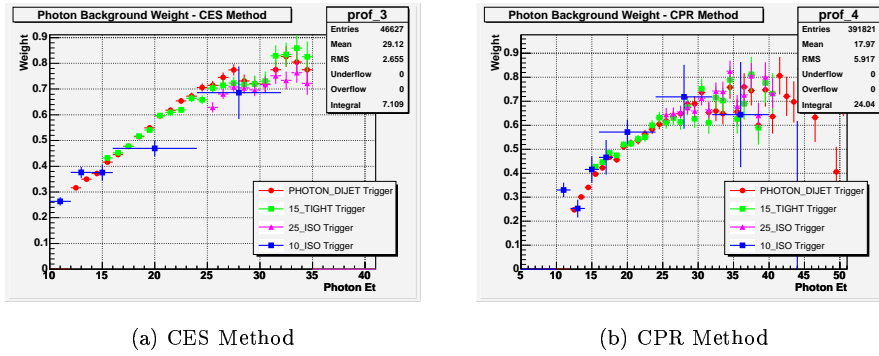 Photon Background Weight - CES Method
prof_3
Entries 46627
Mean 29.12
RMS 2.655
Underflow 0
Overflow 0
Integral 7.109
Weight
0.9
0.8
0.7
0.6
0.5
0.4
0.3
0.2
0.1
0
10 15 20 25 30 35 40
Photon Et
PHOTON_DIJET Trigger
15_TIGHT Trigger
25_ISO Trigger
10_ISO Trigger
(a) CES Method
Photon Background Weight - CPR Method
prof_4
Entries 391821
Mean 17.97
RMS 5.917
Underflow 0
Overflow 0
Integral 24.04
Weight
0.9
0.8
0.7
0.6
0.5
0.4
0.3
0.2
0.1
0
5 10 15 20 25 30 35 40 45 50
Photon Et
PHOTON_DIJET Trigger
15_TIGHT Trigger
25_ISO Trigger
10_ISO Trigger
(b) CPR Method